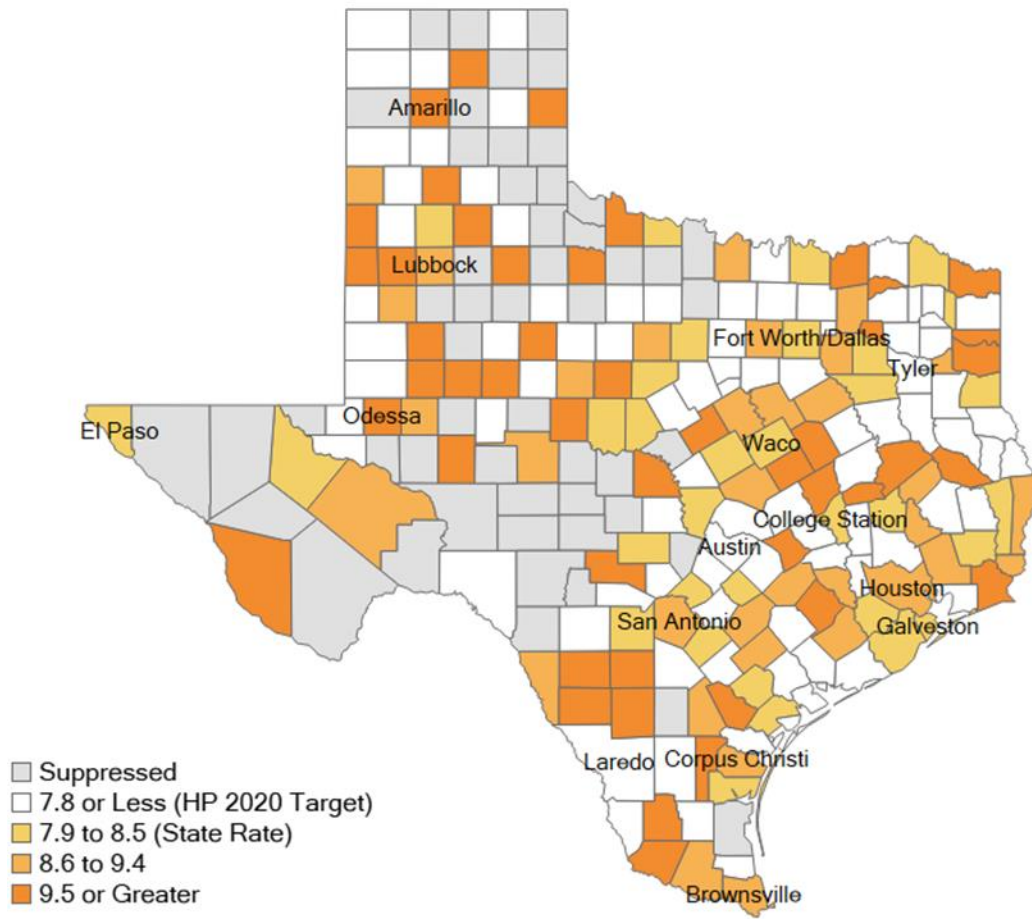 Amarillo
Lubbock
Fort Worth/Dallas
Tyler
Odessa
El Paso
Waco
College Station
Austin
Houston
San Antonio
Galveston
Laredo
Corpus Christi
Brownsville
Suppressed
7.8 or Less (HP 2020 Target)
7.9 to 8.5 (State Rate)
8.6 to 9.4
9.5 or Greater